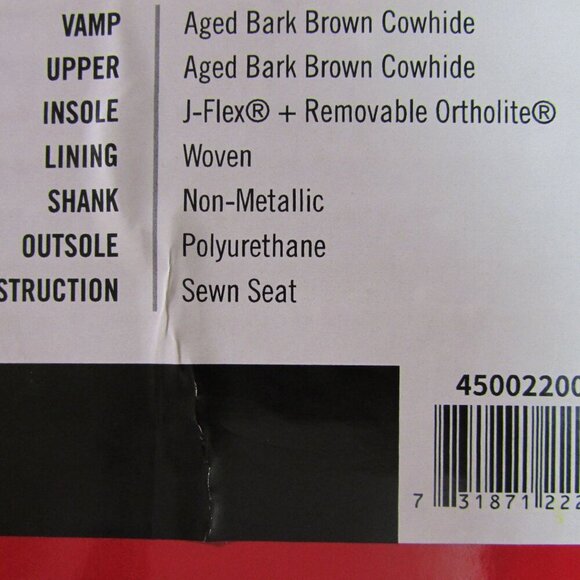 VAMP Aged Bark Brown Cowhide
UPPER Aged Bark Brown Cowhide
INSOLE J-Flex® + Removable Ortholite®
LINING Woven
SHANK Non-Metallic
OUTSOLE Polyurethane
STRUCTION Sewn Seat
45002200
7 31871 222